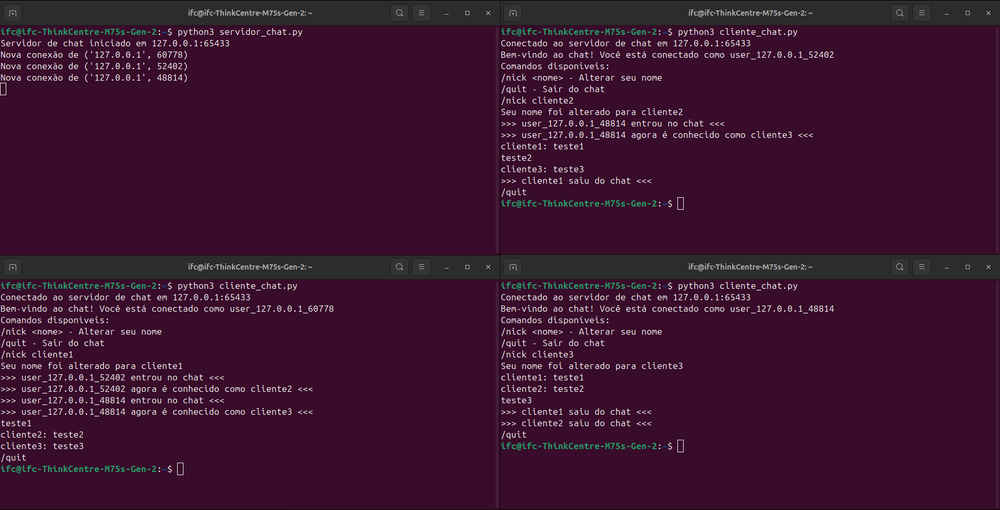 ifc@ifc-ThinkCentre-M75s-Gen-2: ~
ifc@ifc-ThinkCentre-M75s-Gen-2:~$ python3 servidor_chat.py
Servidor de chat iniciado em 127.0.0.1:65433
Nova conexão de ('127.0.0.1', 60778)
Nova conexão de ('127.0.0.1', 52402)
Nova conexão de ('127.0.0.1', 48814)
ifc@ifc-ThinkCentre-M75s-Gen-2: ~
ifc@ifc-ThinkCentre-M75s-Gen-2:~$ python3 cliente_chat.py
Conectado ao servidor de chat em 127.0.0.1:65433
Bem-vindo ao chat! Você está conectado como user_127.0.0.1_52402
Comandos disponíveis:
/nick <nome> - Alterar seu nome
/quit - Sair do chat
/nick cliente2
Seu nome foi alterado para cliente2
>>> user_127.0.0.1_48814 entrou no chat <<<
>>> user_127.0.0.1_48814 agora é conhecido como cliente3 <<<
cliente1: teste1
teste2
cliente3: teste3
>>> cliente1 saiu do chat <<<
/quit
ifc@ifc-ThinkCentre-M75s-Gen-2:~$
ifc@ifc-ThinkCentre-M75s-Gen-2: ~
ifc@ifc-ThinkCentre-M75s-Gen-2:~$ python3 cliente_chat.py
Conectado ao servidor de chat em 127.0.0.1:65433
Bem-vindo ao chat! Você está conectado como user_127.0.0.1_60778
Comandos disponíveis:
/nick <nome> - Alterar seu nome
/quit - Sair do chat
/nick cliente1
Seu nome foi alterado para cliente1
>>> user_127.0.0.1_52402 entrou no chat <<<
>>> user_127.0.0.1_52402 agora é conhecido como cliente2 <<<
>>> user_127.0.0.1_48814 entrou no chat <<<
>>> user_127.0.0.1_48814 agora é conhecido como cliente3 <<<
teste1
cliente2: teste2
cliente3: teste3
/quit
ifc@ifc-ThinkCentre-M75s-Gen-2:~$
ifc@ifc-ThinkCentre-M75s-Gen-2: ~
ifc@ifc-ThinkCentre-M75s-Gen-2:~$ python3 cliente_chat.py
Conectado ao servidor de chat em 127.0.0.1:65433
Bem-vindo ao chat! Você está conectado como user_127.0.0.1_48814
Comandos disponíveis:
/nick <nome> - Alterar seu nome
/quit - Sair do chat
/nick cliente3
Seu nome foi alterado para cliente3
cliente1: teste1
cliente2: teste2
teste3
>>> cliente1 saiu do chat <<<
>>> cliente2 saiu do chat <<<
/quit
ifc@ifc-ThinkCentre-M75s-Gen-2:~$